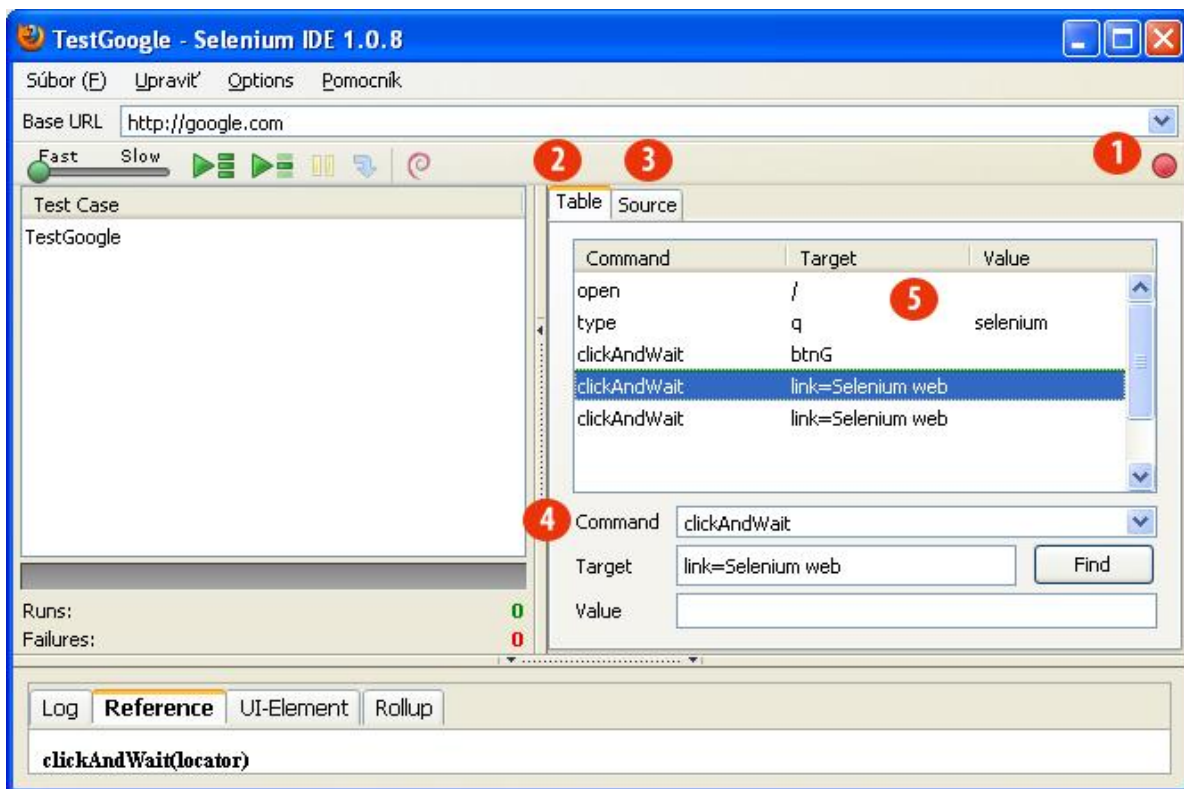 TestGoogle - Selenium IDE 1.0.8
Súbor (F) Upraviť Options Pomocník
Base URL http://google.com
Fast Slow 2 3 1
Test Case Table Source
TestGoogle
Command Target Value
open / 5
type q selenium
clickAndWait btnG
clickAndWait link=Selenium web
clickAndWait link=Selenium web
4 Command clickAndWait
Target link=Selenium web Find
Value
Runs: 0
Failures: 0
Log Reference UI-Element Rollup
clickAndWait(locator)